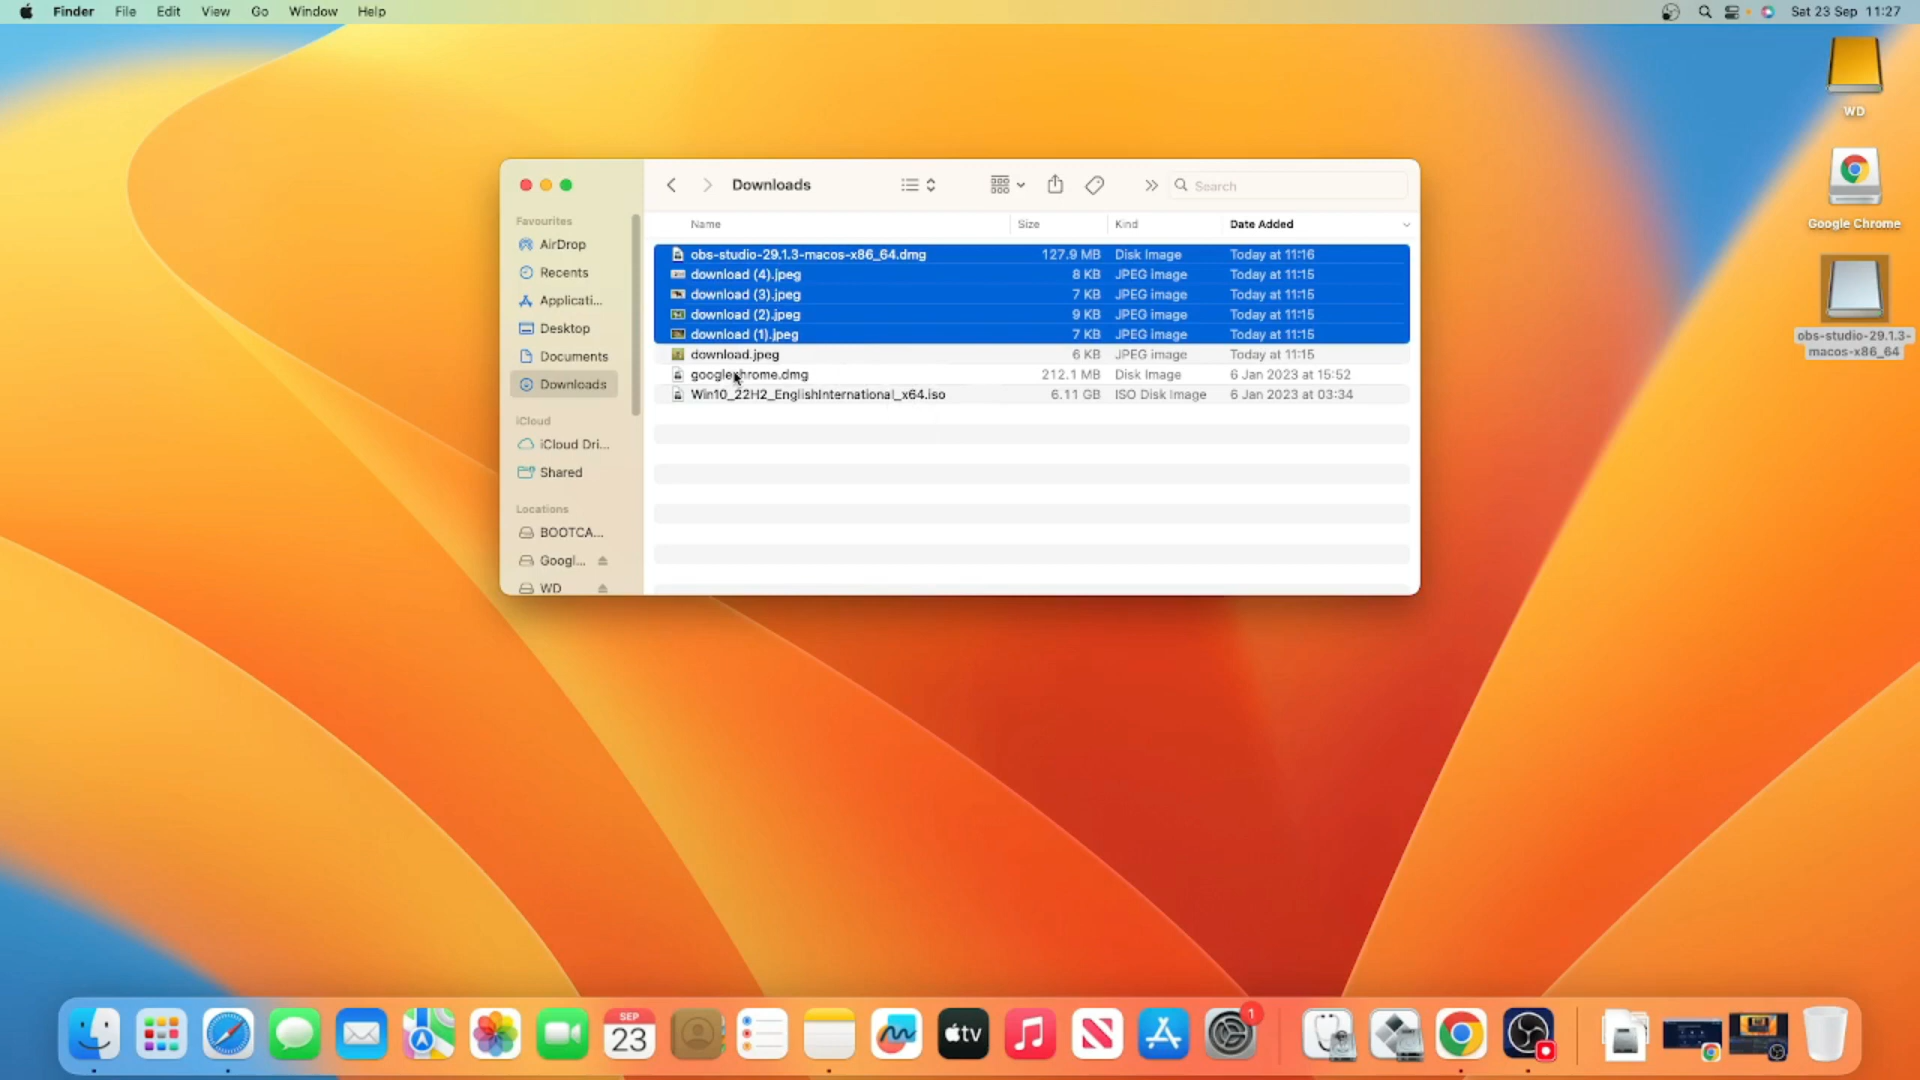 Finder File Edit View Go Window Help
Sat 23 Sep 11:27
WD
Google Chrome
obs-studio-29.1.3-
macos-x86_64
Downloads
Search
Favourites
AirDrop
Recents
Applicati...
Desktop
Documents
Downloads
iCloud
iCloud Dri...
Shared
Locations
BOOTCA...
Googl...
WD
Name Size Kind Date Added
obs-studio-29.1.3-macos-x86_64.dmg 127.9 MB Disk Image Today at 11:16
download (4).jpeg 8 KB JPEG image Today at 11:15
download (3).jpeg 7 KB JPEG image Today at 11:15
download (2).jpeg 9 KB JPEG image Today at 11:15
download (1).jpeg 7 KB JPEG image Today at 11:15
download.jpeg 6 KB JPEG image Today at 11:15
googlechrome.dmg 212.1 MB Disk Image 6 Jan 2023 at 15:52
Win10_22H2_EnglishInternational_x64.iso 6.11 GB ISO Disk Image 6 Jan 2023 at 03:34
SEP
23
tv
1